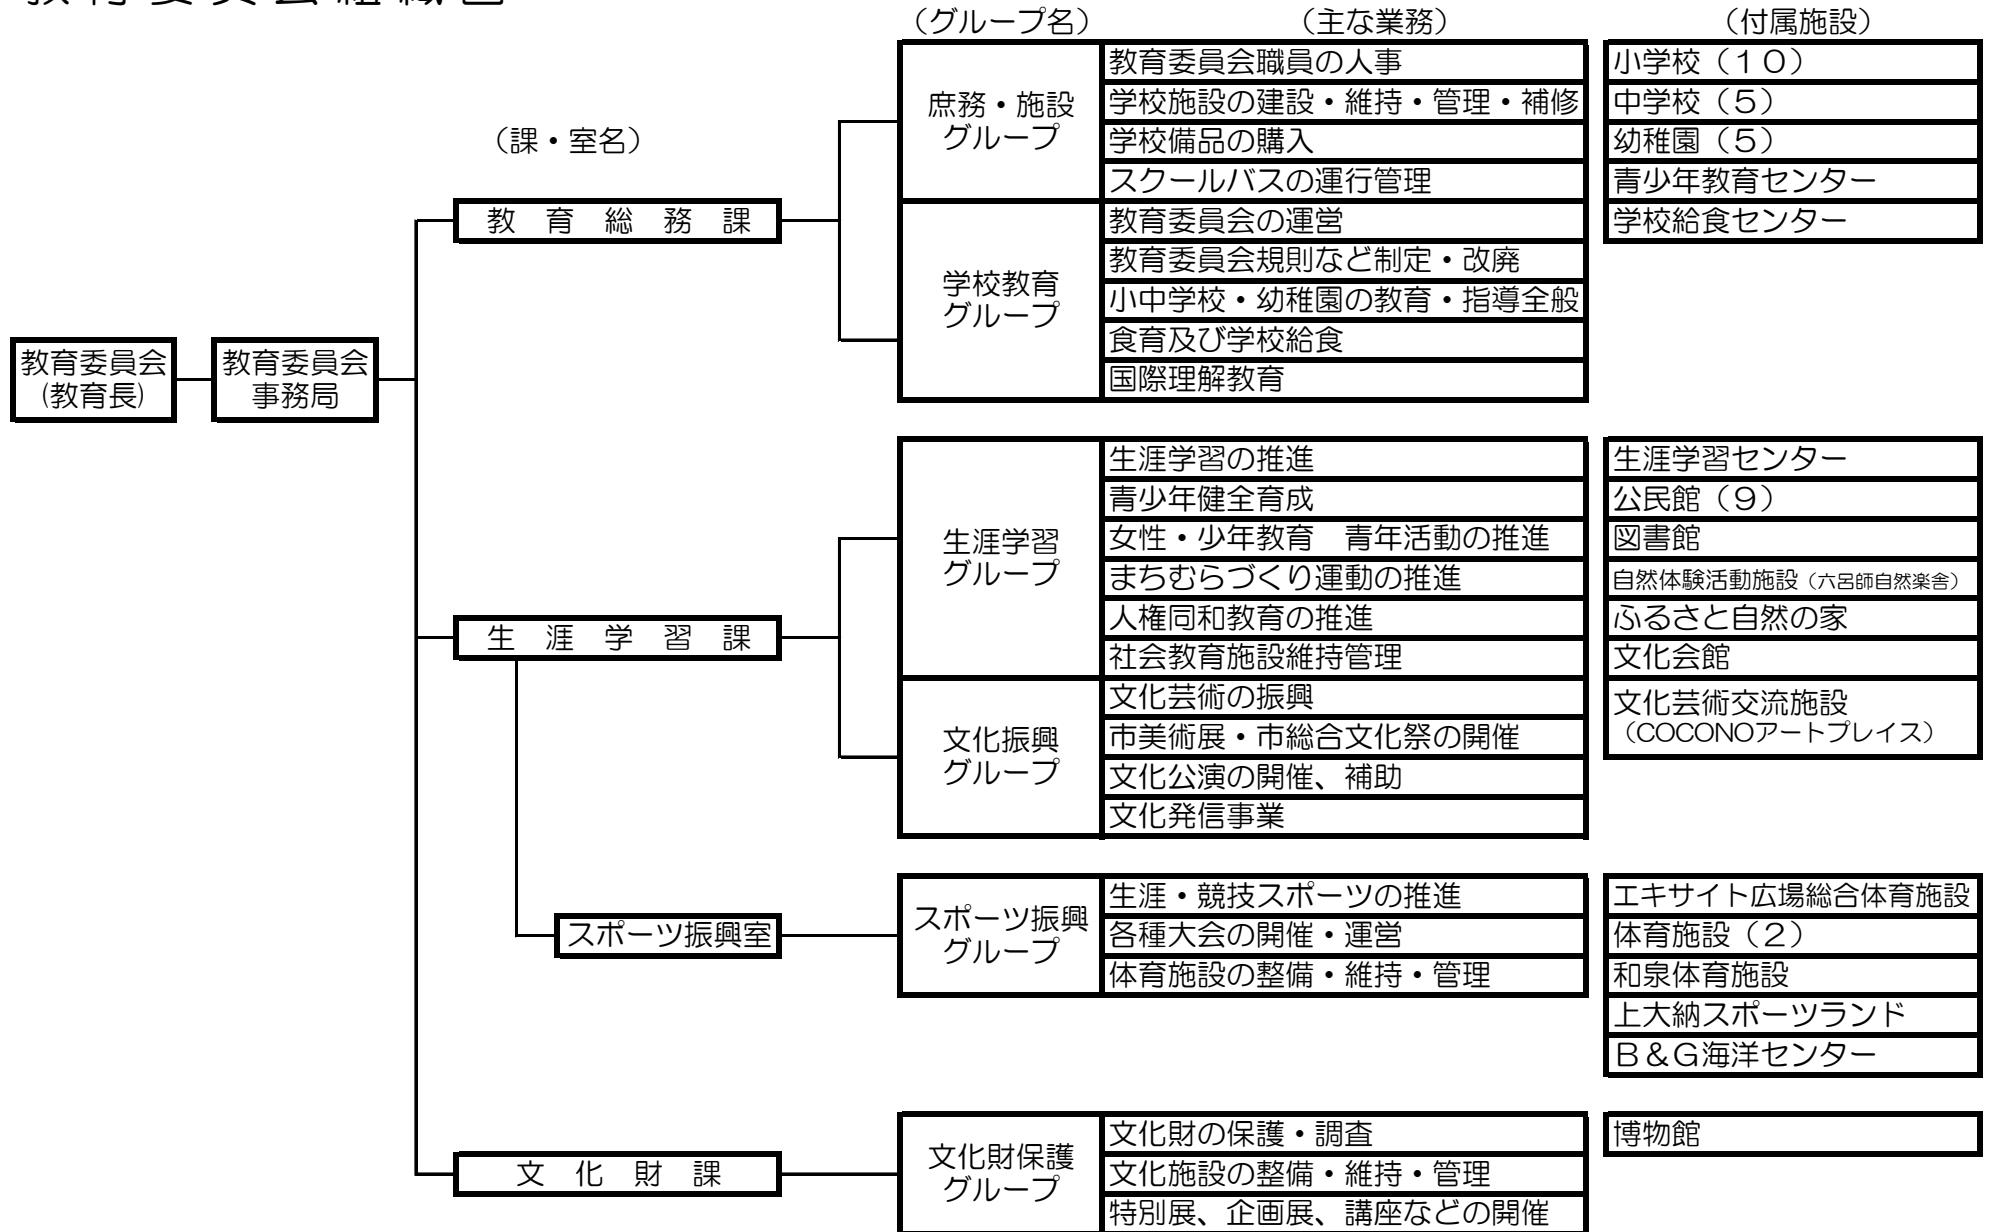 教育委員会組織図
（グループ名）
（主な業務）
（付属施設）
（課・室名）
教育委員会
(教育長)
教育委員会
事務局
教育総務課
庶務・施設
グループ
教育委員会職員の人事
学校施設の建設・維持・管理・補修
学校備品の購入
スクールバスの運行管理
学校教育
グループ
教育委員会の運営
教育委員会規則など制定・改廃
小中学校・幼稚園の教育・指導全般
食育及び学校給食
国際理解教育
小学校（１０）
中学校（５）
幼稚園（５）
青少年教育センター
学校給食センター
生涯学習課
生涯学習
グループ
生涯学習の推進
青少年健全育成
女性・少年教育　青年活動の推進
まちむらづくり運動の推進
人権同和教育の推進
社会教育施設維持管理
文化振興
グループ
文化芸術の振興
市美術展・市総合文化祭の開催
文化公演の開催、補助
文化発信事業
生涯学習センター
公民館（９）
図書館
自然体験活動施設（六呂師自然楽舎）
ふるさと自然の家
文化会館
文化芸術交流施設
（COCONOアートプレイス）
スポーツ振興室
スポーツ振興
グループ
生涯・競技スポーツの推進
各種大会の開催・運営
体育施設の整備・維持・管理
エキサイト広場総合体育施設
体育施設（２）
和泉体育施設
上大納スポーツランド
Ｂ＆Ｇ海洋センター
文化財課
文化財保護
グループ
文化財の保護・調査
文化施設の整備・維持・管理
特別展、企画展、講座などの開催
博物館